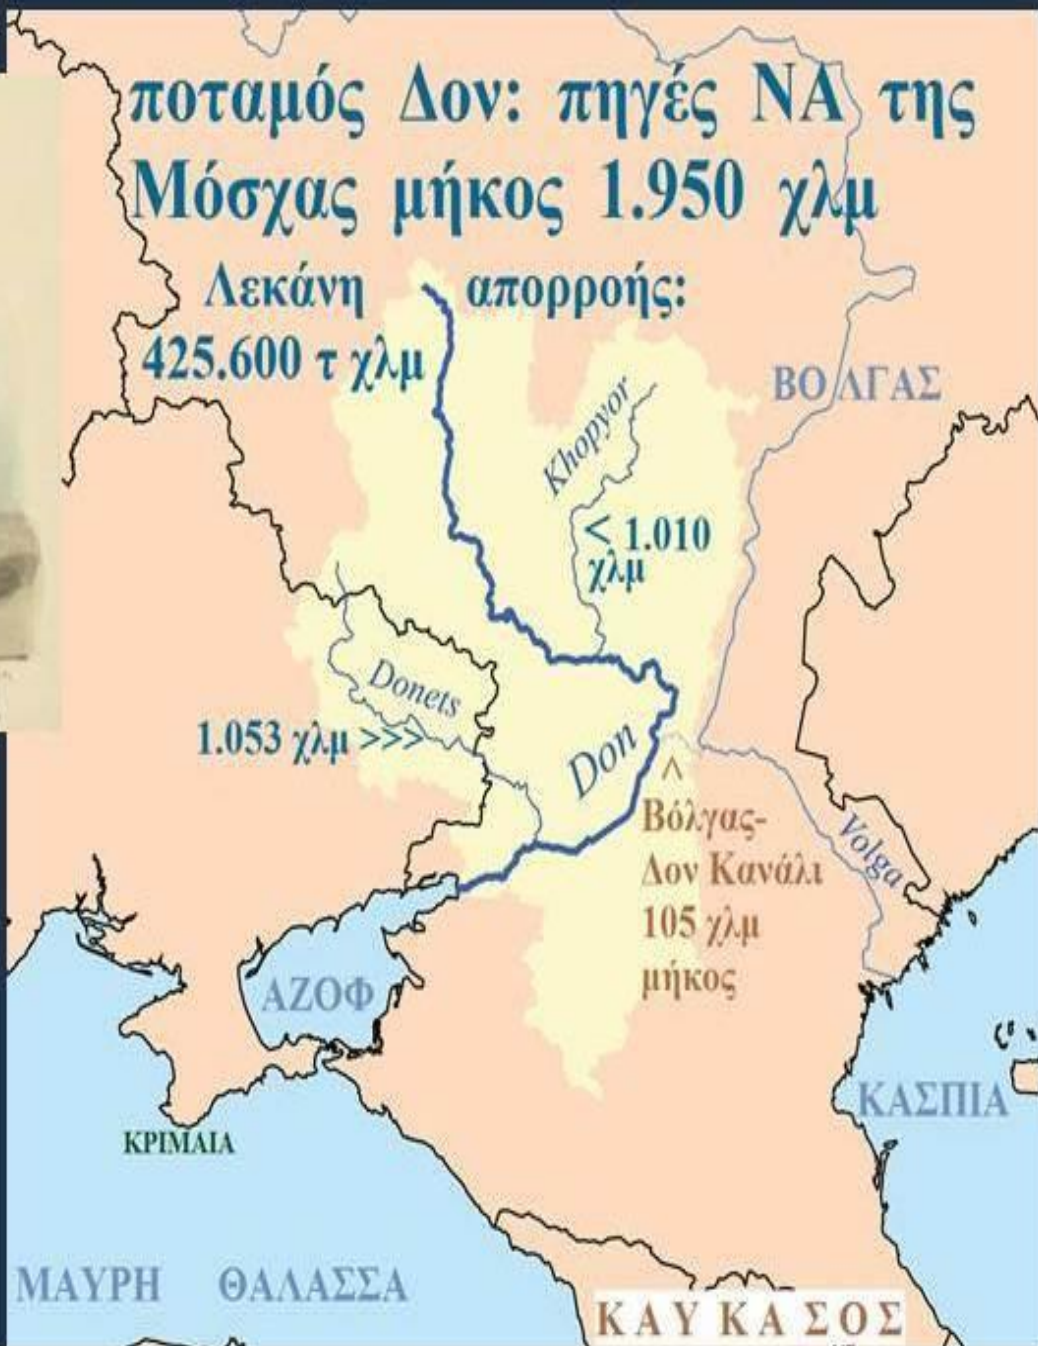 ποταμός Δον: πηγές ΝΑ της
Μόσχας μήκος 1.950 χλμ
Λεκάνη απορροής:
425.600 τ χλμ
ΒΟΛΓΑΣ
Khopyor
< 1.010
χλμ
Donets
1.053 χλμ >>>
Don
^
Βόλγας-
Δον Κανάλι
105 χλμ
μήκος
Volga
ΑΖΟΦ
ΚΑΣΠΙΑ
ΚΡΙΜΑΙΑ
ΜΑΥΡΗ ΘΑΛΑΣΣΑ
ΚΑΥΚΑΣΟΣ